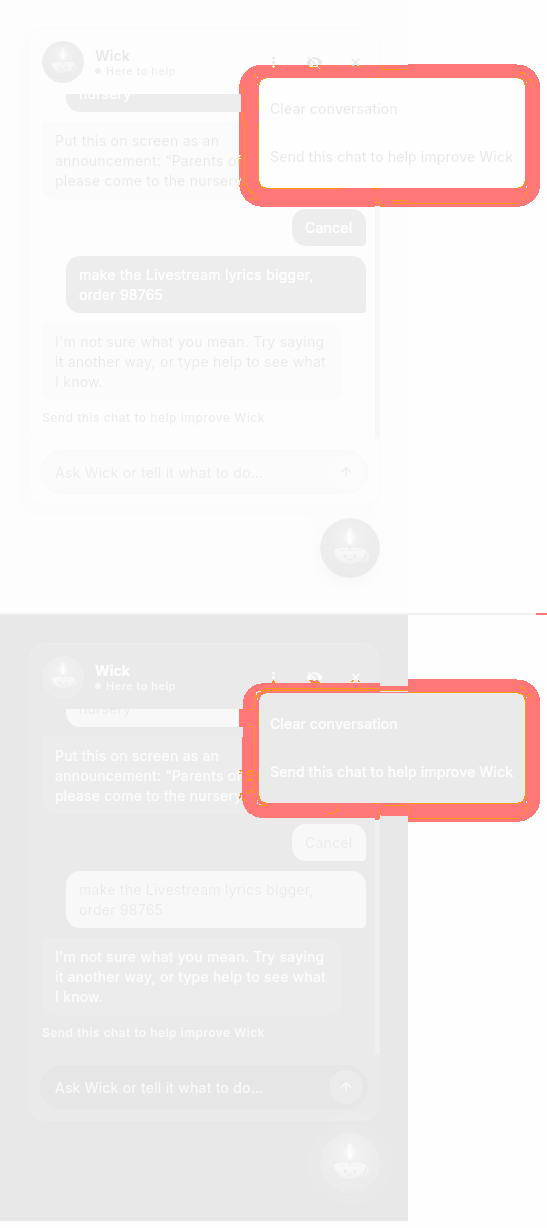 Wick
Here to help
nursery
Clear conversation
Put this on screen as an
announcement: "Parents of
please come to the nursery
Send this chat to help improve Wick
Cancel
make the Livestream lyrics bigger,
order 98765
I'm not sure what you mean. Try saying
it another way, or type help to see what
I know.
Send this chat to help improve Wick
Ask Wick or tell it what to do...
Wick
Here to help
nursery
Clear conversation
Put this on screen as an
announcement: "Parents of
please come to the nursery
Send this chat to help improve Wick
Cancel
make the Livestream lyrics bigger,
order 98765
I'm not sure what you mean. Try saying
it another way, or type help to see what
I know.
Send this chat to help improve Wick
Ask Wick or tell it what to do...